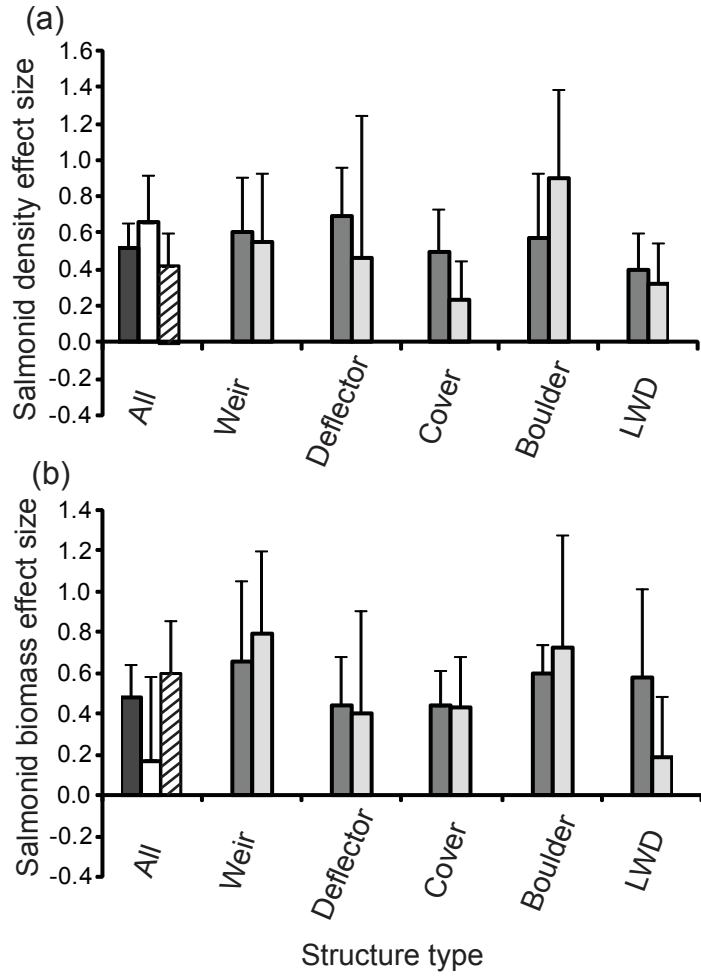 (a)
Salmonid density effect size
1.6
1.4
1.2
1.0
0.8
0.6
0.4
0.2
0.0
-0.2
-0.4
All
Weir
Deflector
Cover
Boulder
LWD
(b)
Salmonid biomass effect size
1.4
1.2
1.0
0.8
0.6
0.4
0.2
0.0
-0.2
-0.4
All
Weir
Deflector
Cover
Boulder
LWD
Structure type